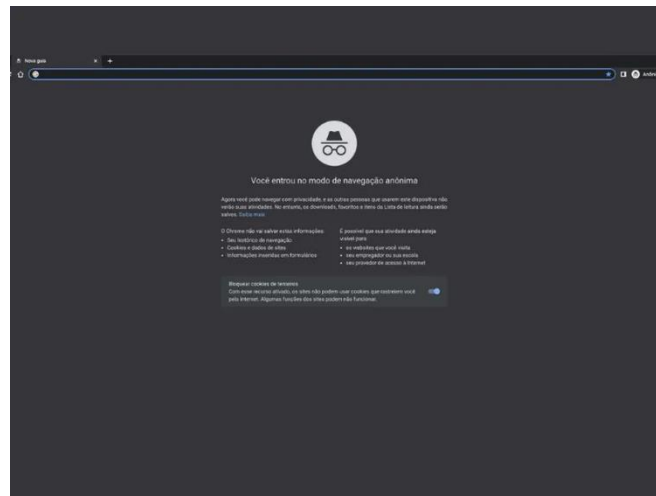 Nova guia
Você entrou no modo de navegação anônima
Agora você pode navegar com privacidade, e as outras pessoas que usarem este dispositivo não
verão suas atividades. No entanto, os downloads, favoritos e itens da Lista de leitura ainda serão
salvos. Saiba mais
O Chrome não vai salvar estas informações:
• Seu histórico de navegação
• Cookies e dados de sites
• Informações inseridas em formulários
É possível que sua atividade ainda esteja
visível para:
• os websites que você visita
• seu empregador ou sua escola
• seu provedor de acesso à Internet
Bloquear cookies de terceiros
Com esse recurso ativado, os sites não podem usar cookies que rastreiem você
pela Internet. Algumas funções dos sites podem não funcionar.